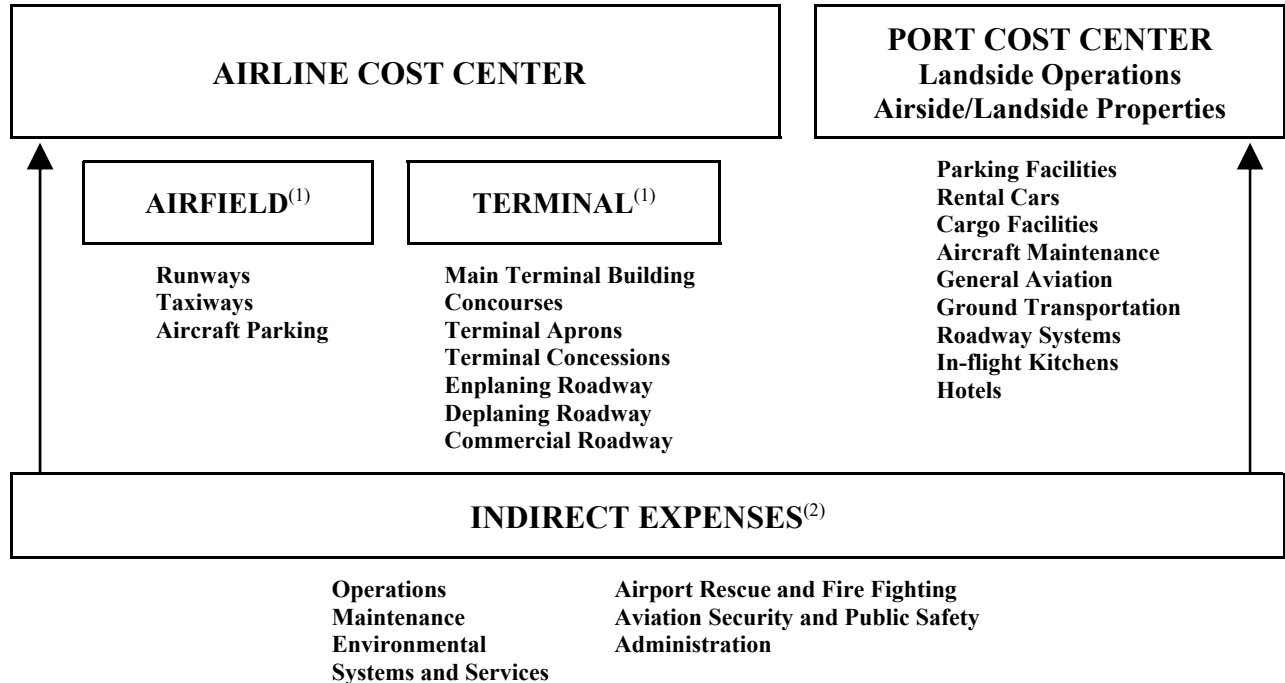 AIRLINE COST CENTER
PORT COST CENTER
Landside Operations
Airside/Landside Properties
AIRFIELD(1)
Runways
Taxiways
Aircraft Parking
TERMINAL(1)
Main Terminal Building
Concourses
Terminal Aprons
Terminal Concessions
Enplaning Roadway
Deplaning Roadway
Commercial Roadway
Parking Facilities
Rental Cars
Cargo Facilities
Aircraft Maintenance
General Aviation
Ground Transportation
Roadway Systems
In-flight Kitchens
Hotels
INDIRECT EXPENSES(2)
Operations
Maintenance
Environmental
Systems and Services
Airport Rescue and Fire Fighting
Aviation Security and Public Safety
Administration